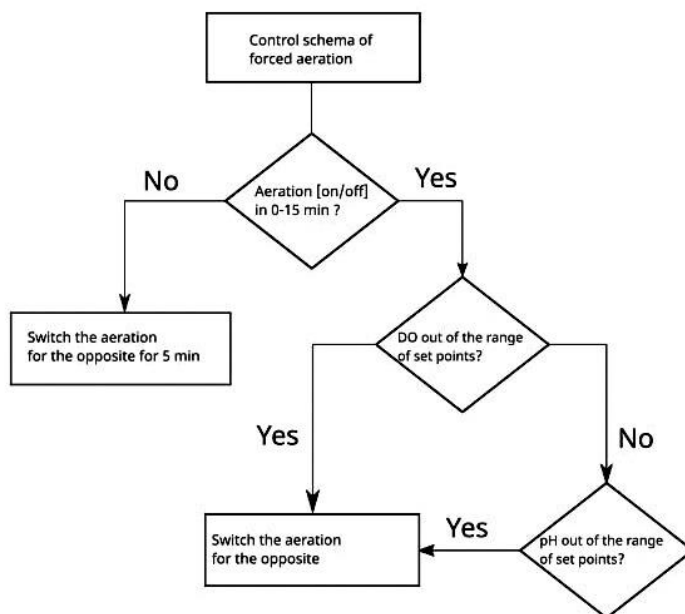 Control schema of
forced aeration
No
Yes
Aeration [on/off]
in 0-15 min ?
Switch the aeration
for the opposite for 5 min
DO out of the range
of set points?
Yes
No
Switch the aeration
for the opposite
Yes
pH out of the range
of set points?